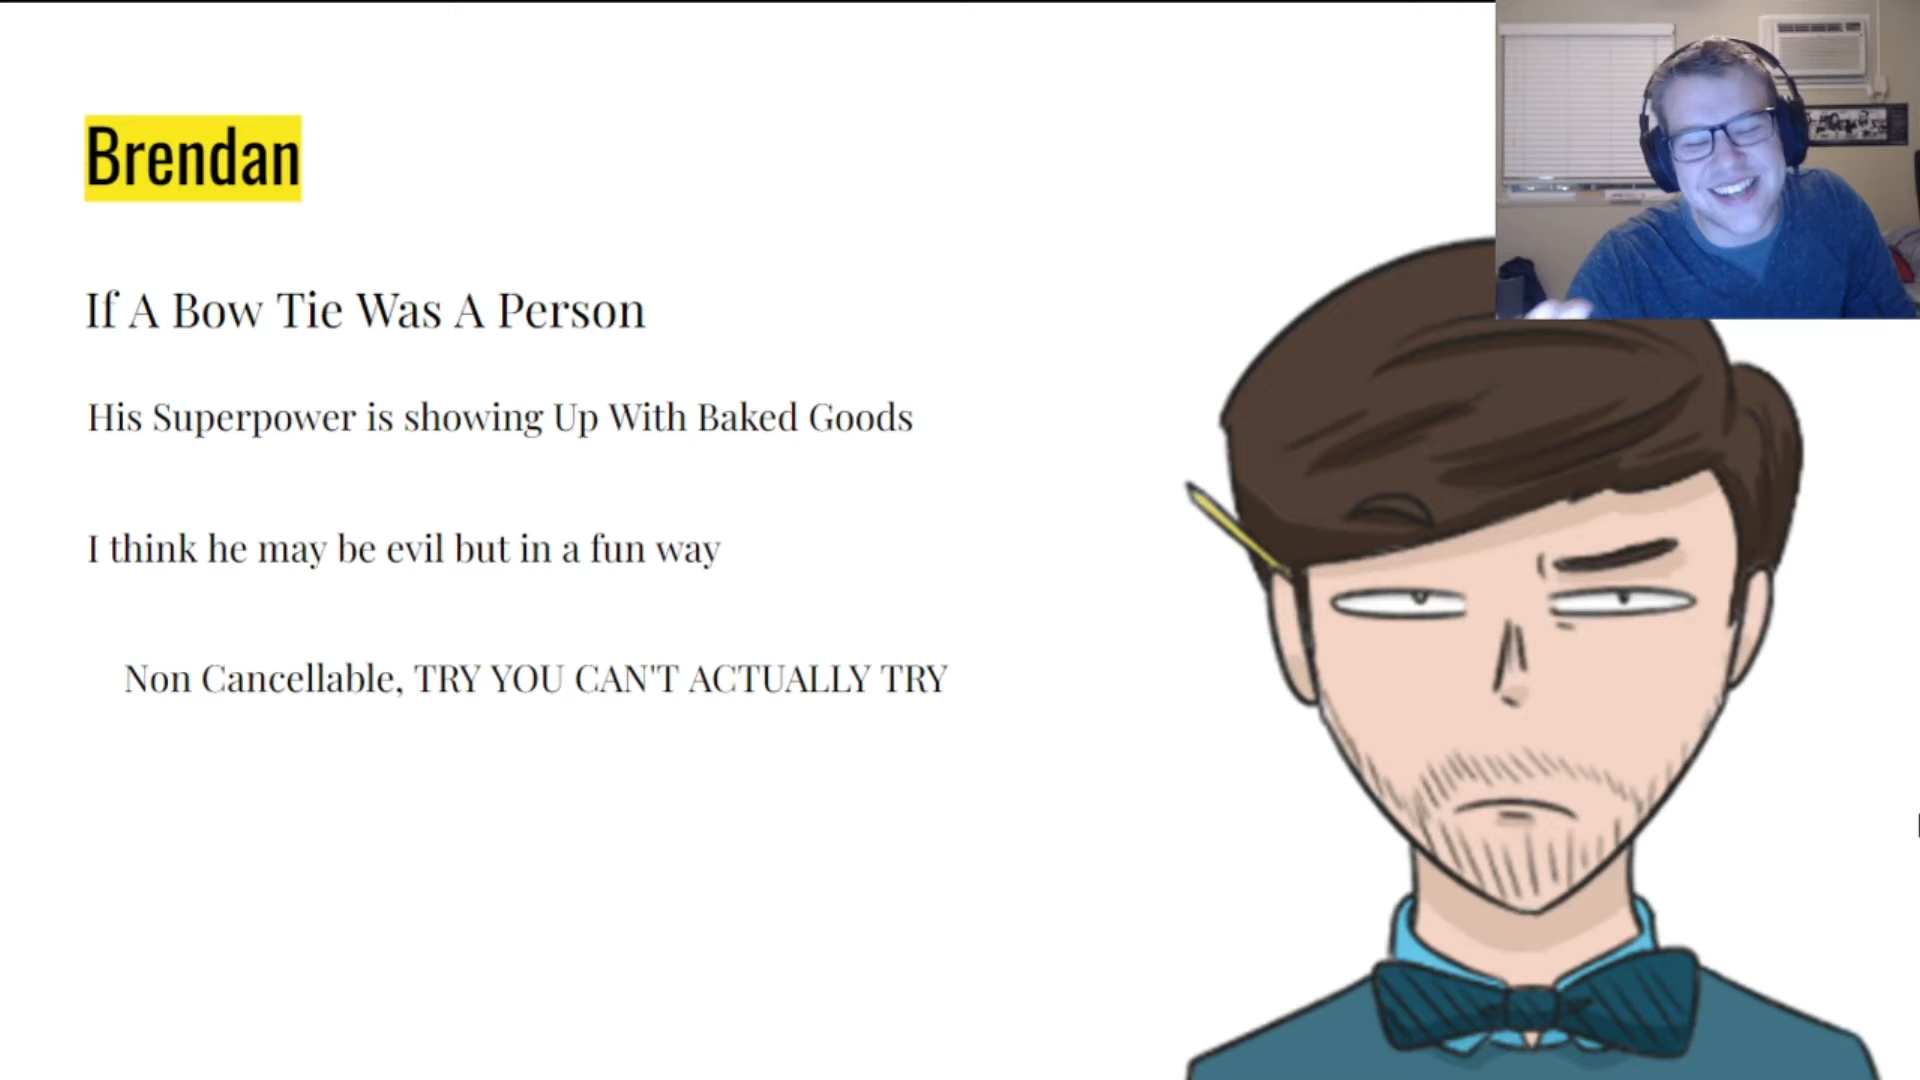 Brendan
If A Bow Tie Was A Person
His Superpower is showing Up With Baked Goods
I think he may be evil but in a fun way
Non Cancellable, TRY YOU CAN'T ACTUALLY TRY